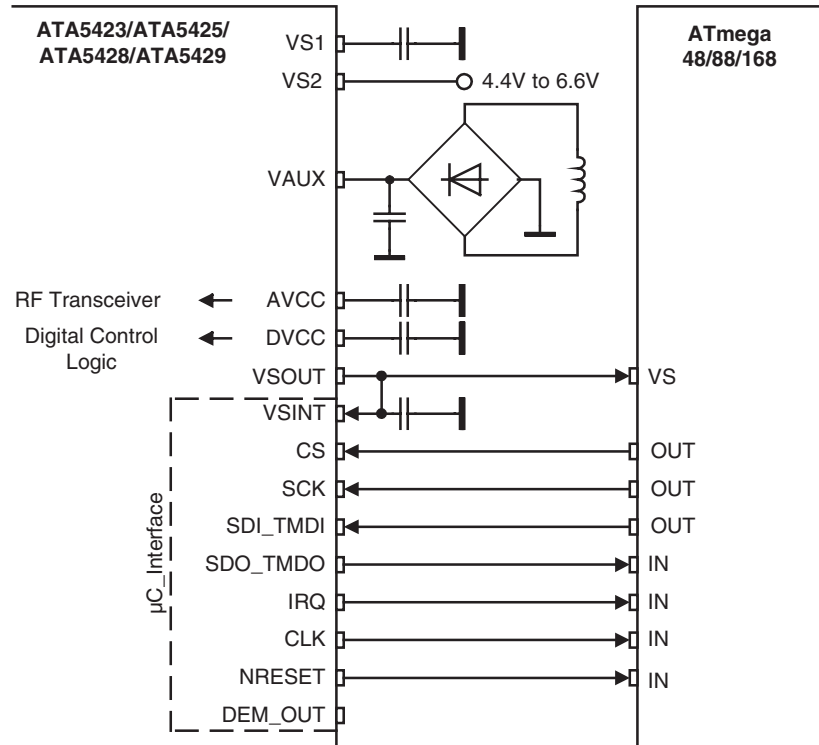 ATA5423/ATA5425/
ATA5428/ATA5429
ATmega
48/88/168
VS1
VS2
4.4V to 6.6V
VAUX
RF Transceiver
AVCC
Digital Control
Logic
DVCC
VSOUT
VS
VSINT
CS
OUT
SCK
OUT
SDI_TMDI
OUT
SDO_TMDO
IN
IRQ
IN
CLK
IN
NRESET
IN
DEM_OUT
µC_Interface